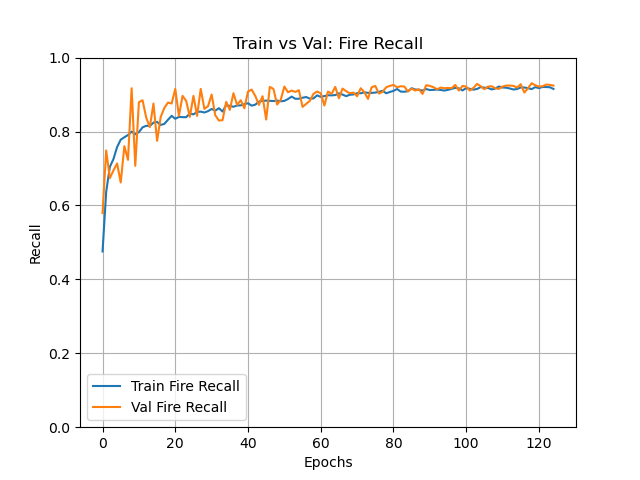 Train vs Val: Fire Recall
1.0
0.8
0.6
0.4
0.2
0.0
Recall
Train Fire Recall
Val Fire Recall
0 20 40 60 80 100 120
Epochs